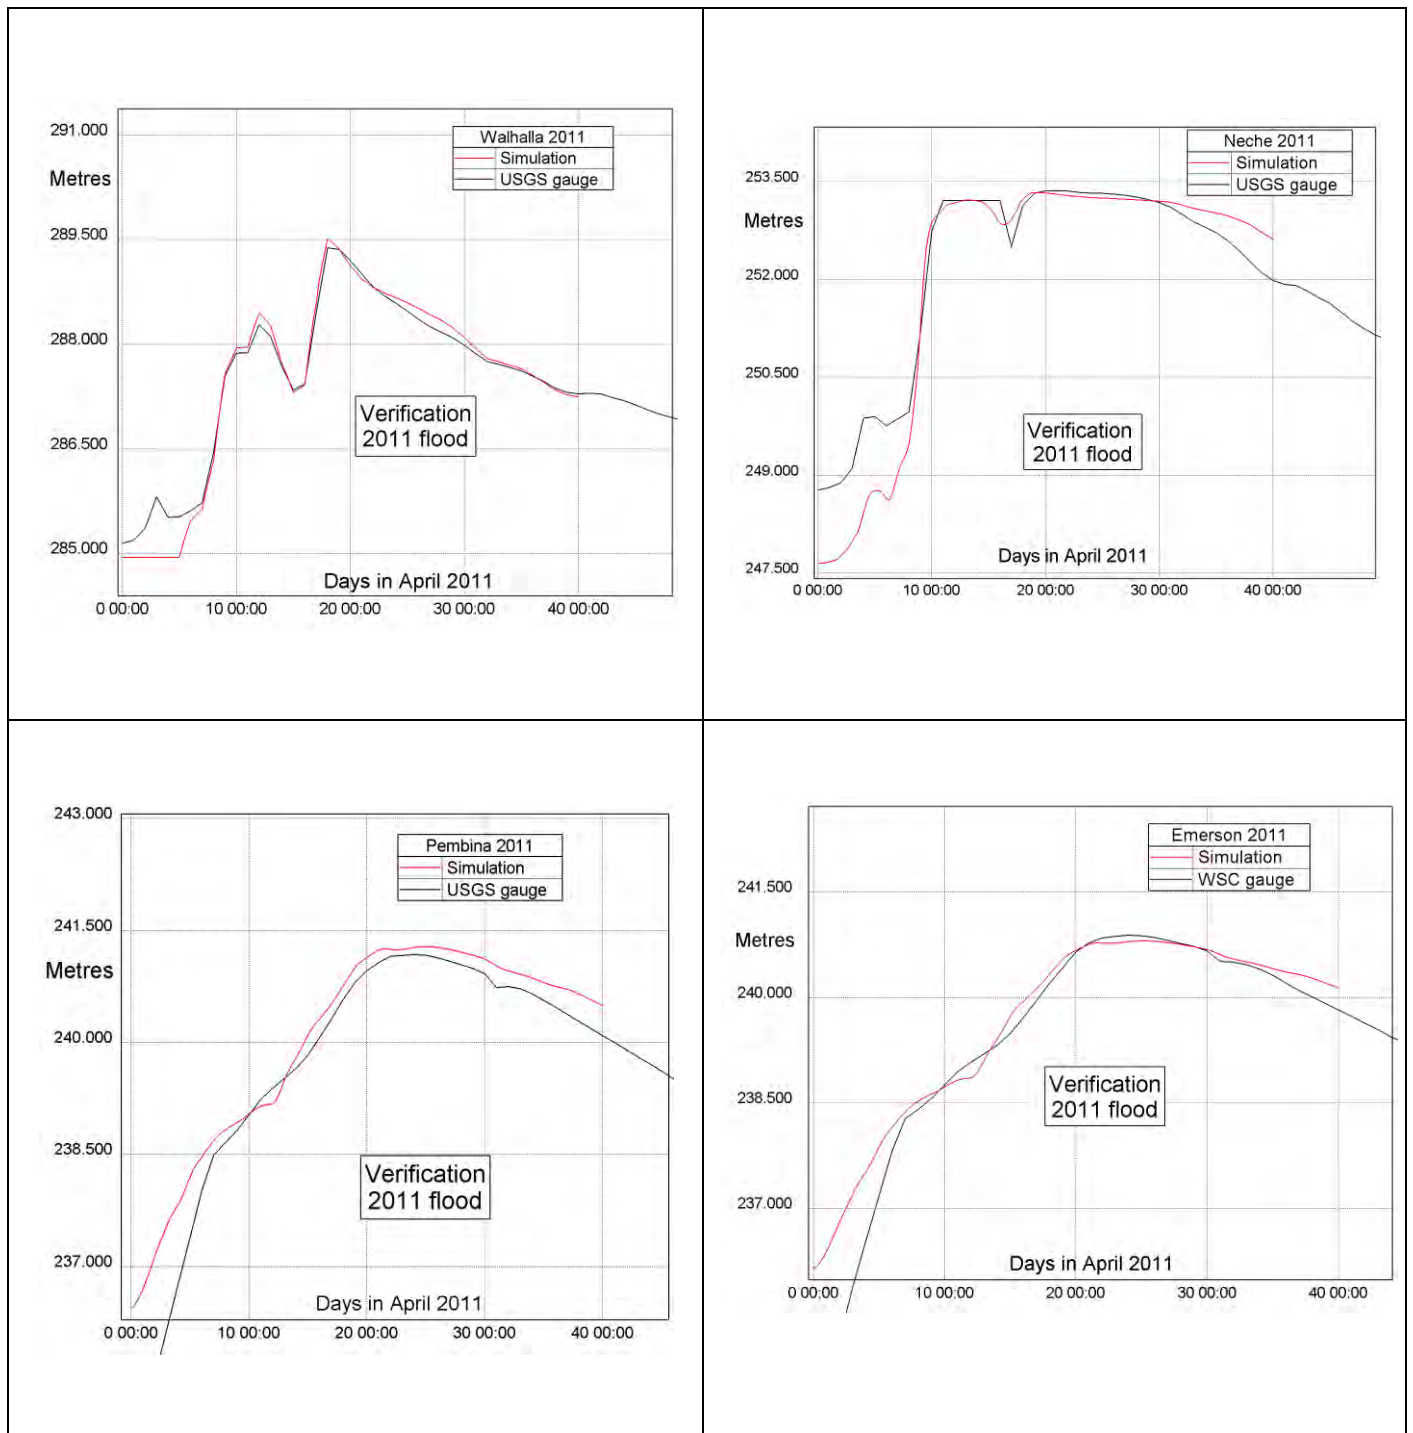 291.000
Walhalla 2011
Simulation
Metres
USGS gauge
289.500
288.000
Verification
2011 flood
286.500
285.000
Days in April 2011
0 00:00 10 00:00 20 00:00 30 00:00 40 00:00
Neche 2011
Simulation
253.500
USGS gauge
Metres
252.000
250.500
Verification
2011 flood
249.000
Days in April 2011
247.500
0 00:00 10 00:00 20 00:00 30 00:00 40 00:00
243.000
Pembina 2011
Simulation
USGS gauge
241.500
Metres
240.000
238.500
Verification
2011 flood
237.000
Days in April 2011
0 00:00 10 00:00 20 00:00 30 00:00 40 00:00
Emerson 2011
Simulation
WSC gauge
241.500
Metres
240.000
Verification
2011 flood
238.500
237.000
Days in April 2011
0 00:00 10 00:00 20 00:00 30 00:00 40 00:00